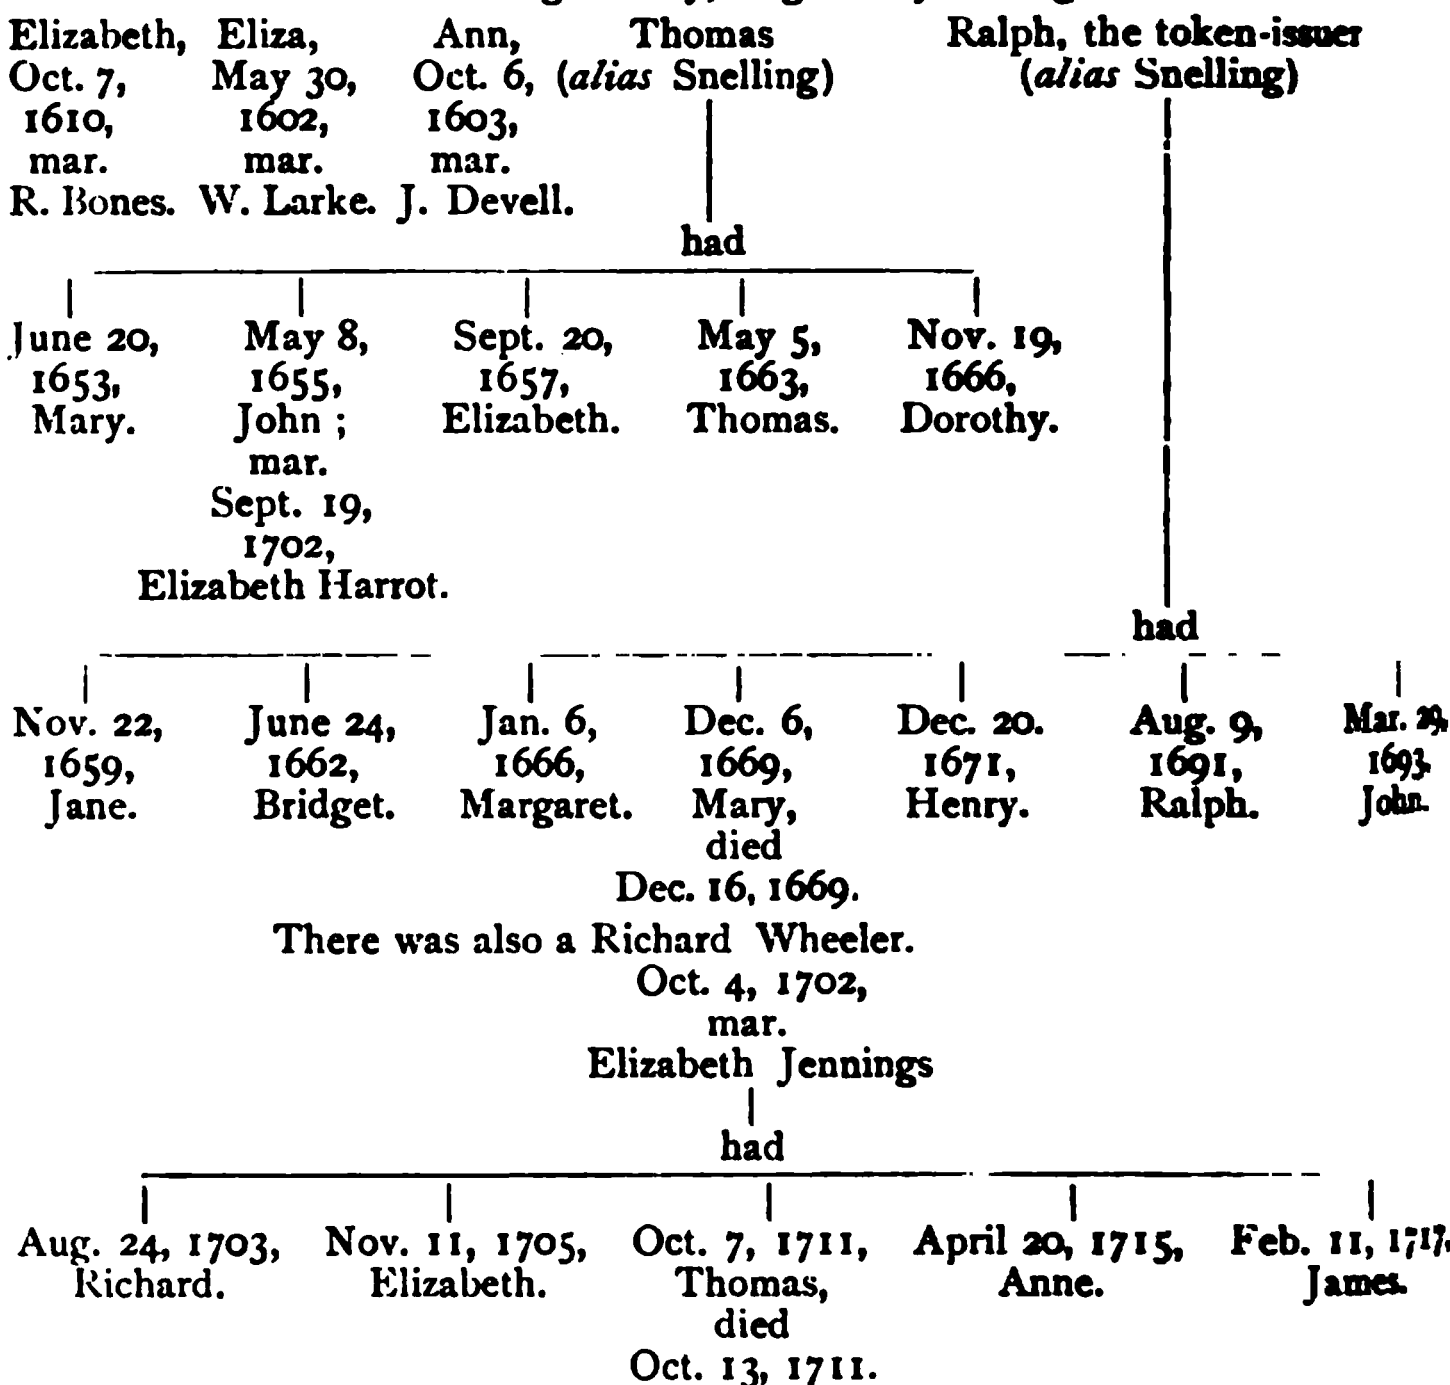 Elizabeth, Eliza, Ann, Thomas Ralph, the token-issuer
Oct. 7, May 30, Oct. 6, (alias Snelling) (alias Snelling)
1610, 1602, 1603,
mar. mar. mar.
R. Bones. W. Larke. J. Devell.
had
June 20, May 8, Sept. 20, May 5, Nov. 19,
1653, 1655, 1657, 1663, 1666,
Mary. John ; Elizabeth. Thomas. Dorothy.
mar.
Sept. 19,
1702,
Elizabeth Harrot.
had
Nov. 22, June 24, Jan. 6, Dec. 6, Dec. 20. Aug. 9, Mar. 29,
1659, 1662, 1666, 1669, 1671, 1691, 1693.
Jane. Bridget. Margaret. Mary, Henry. Ralph. John.
died
Dec. 16, 1669.
There was also a Richard Wheeler.
Oct. 4, 1702,
mar.
Elizabeth Jennings
had
Aug. 24, 1703, Nov. 11, 1705, Oct. 7, 1711, April 20, 1715, Feb. 11, 1717.
Richard. Elizabeth. Thomas, Anne. James.
died
Oct. 13, 1711.